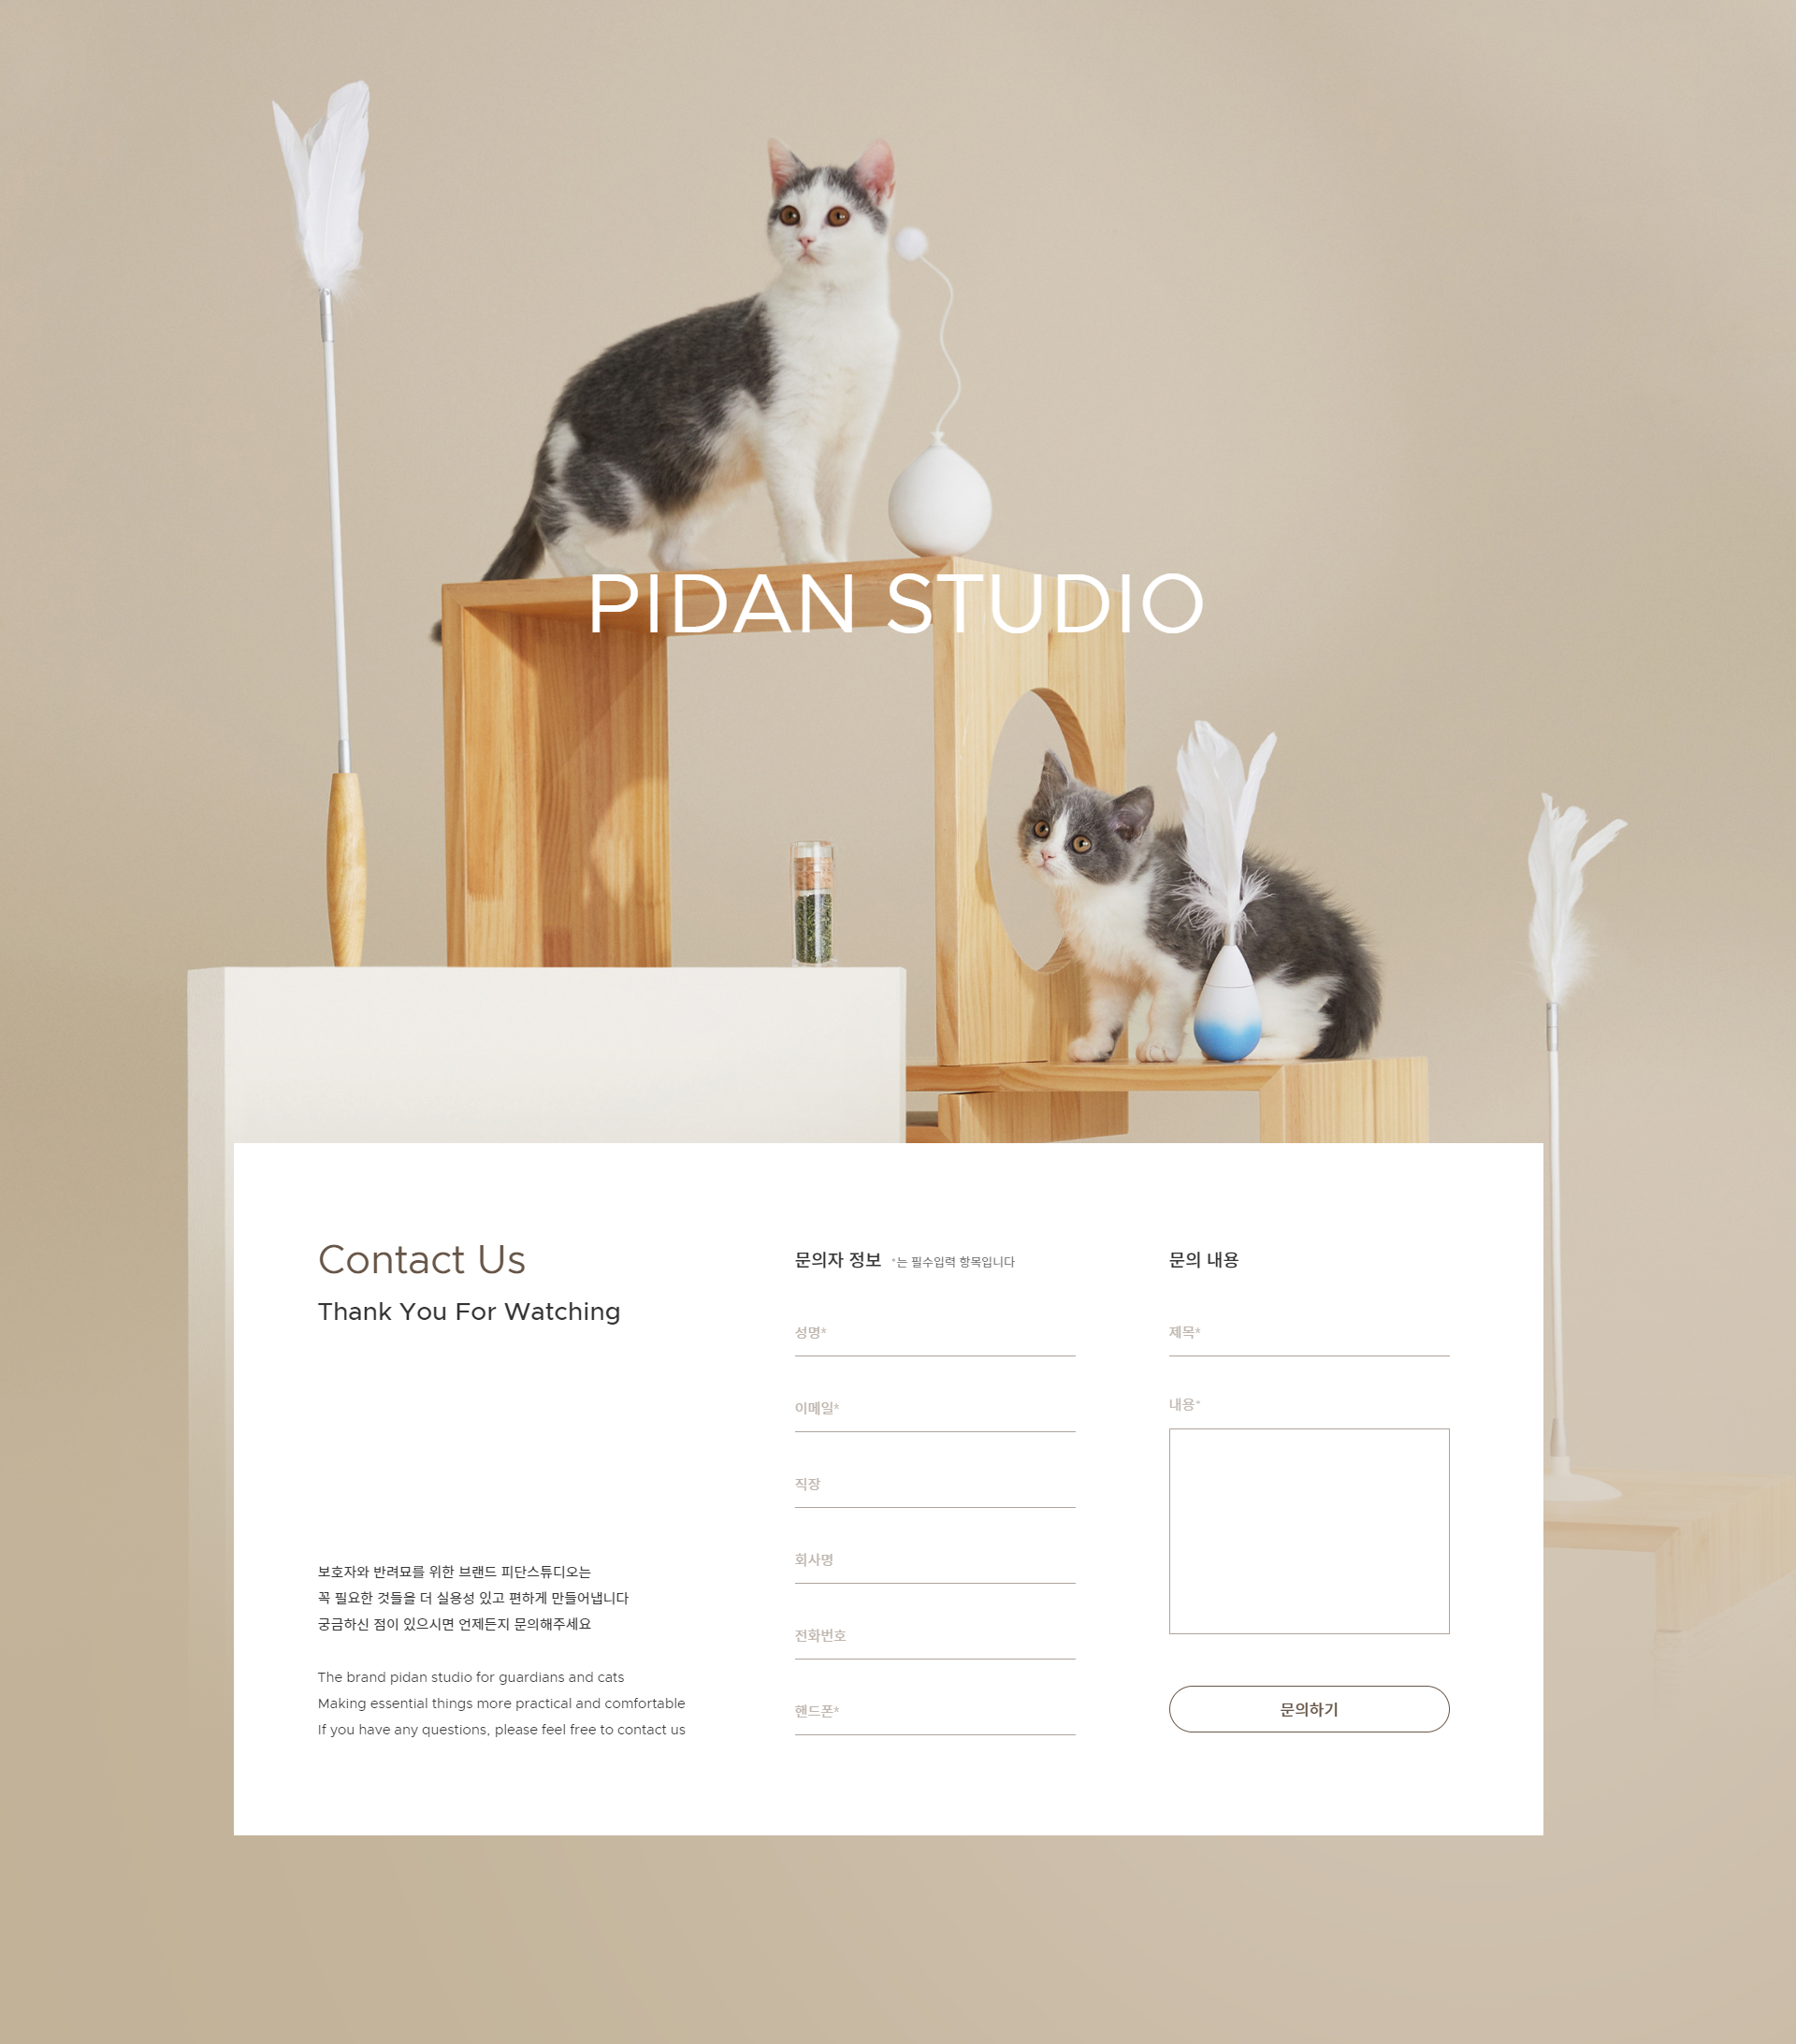 PIDAN STUDIO
Contact Us
Thank You For Watching
보호자와 반려묘를 위한 브랜드 피단스튜디오는
꼭 필요한 것들을 더 실용성 있고 편하게 만들어냅니다
궁금하신 점이 있으시면 언제든지 문의해주세요
The brand pidan studio for guardians and cats
Making essential things more practical and comfortable
If you have any questions, please feel free to contact us
문의자 정보 *는 필수입력 항목입니다
성명*
이메일*
직장
회사명
전화번호
핸드폰*
문의 내용
제목*
내용*
문의하기